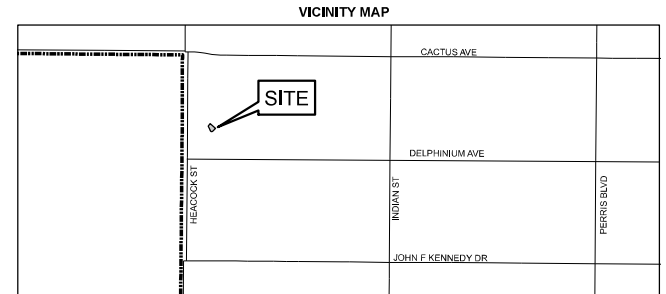 VICINITY MAP
CACTUS AVE
SITE
DELPHINIUM AVE
HEACOCK ST
INDIAN ST
PERRIS BLVD
JOHN F KENNEDY DR